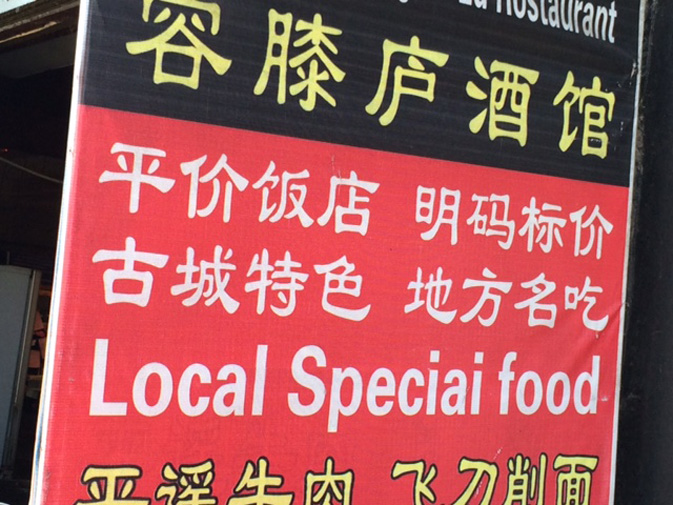 Restaurant
容膝庐酒馆
平价饭店 明码标价
古城特色 地方名吃
Local Speciai food
平遥牛肉 飞刀削面